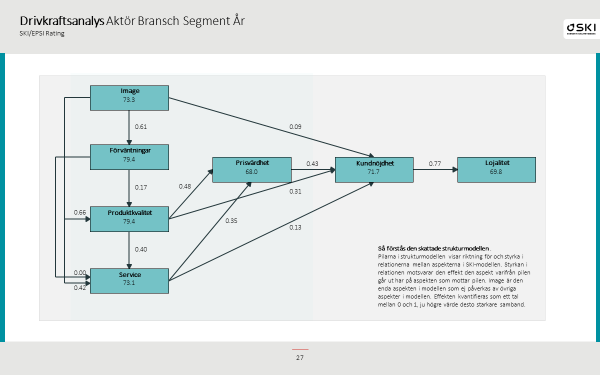 Drivkraftsanalys Aktör Bransch Segment År
SKI/EPSI Rating
SKI
Image
73.3
0.09
0.61
Förväntningar
79.4
Prisvärdhet
68.0
0.43
Kundnöjdhet
71.7
0.77
Lojalitet
69.8
0.17
0.48
0.31
0.66
Produktkvalitet
79.4
0.35
0.13
0.40
Så förstås den skattade strukturmodellen.
Pilarna i strukturmodellen visar riktning för och styrka i
relationerna mellan aspekterna i SKI-modellen. Styrkan i
relationen motsvarar den effekt den aspekt varifrån pilen
går ut har på aspekten som mottar pilen. Image är den
enda aspekten i modellen som ej påverkas av övriga
aspekter i modellen. Effekten kvantifieras som ett tal
mellan 0 och 1, ju högre värde desto starkare samband.
0.00
Service
73.1
0.42
27